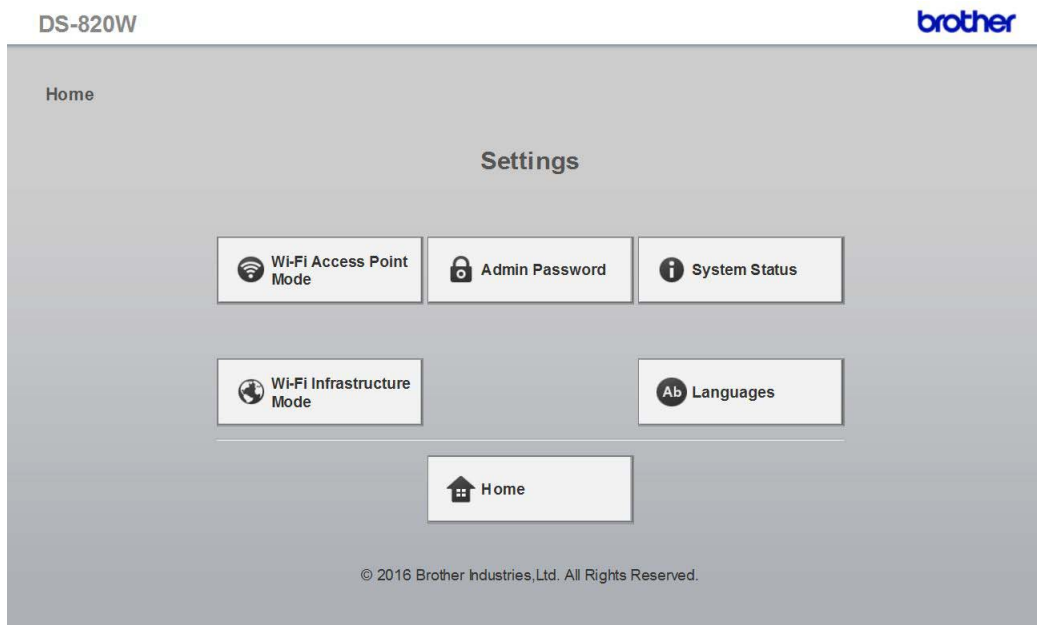 DS-820W
brother
Home
Settings
Wi-Fi Access Point
Mode
Admin Password
System Status
Wi-Fi Infrastructure
Mode
Ab
Languages
Home
© 2016 Brother Industries,Ltd. All Rights Reserved.